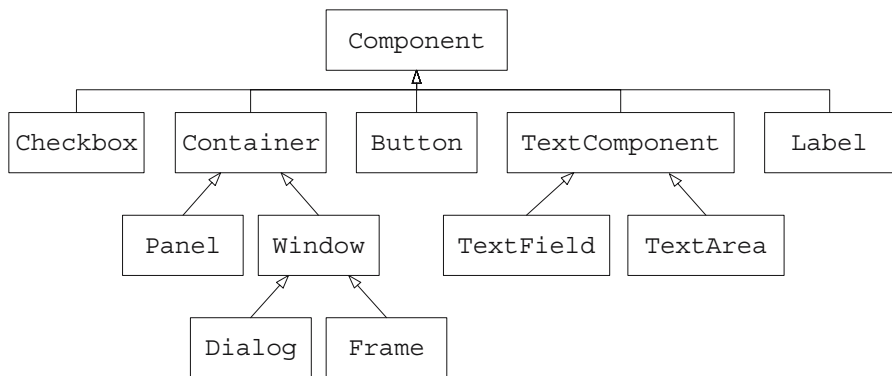 Component
Checkbox Container Button TextComponent Label
Panel Window TextField TextArea
Dialog Frame